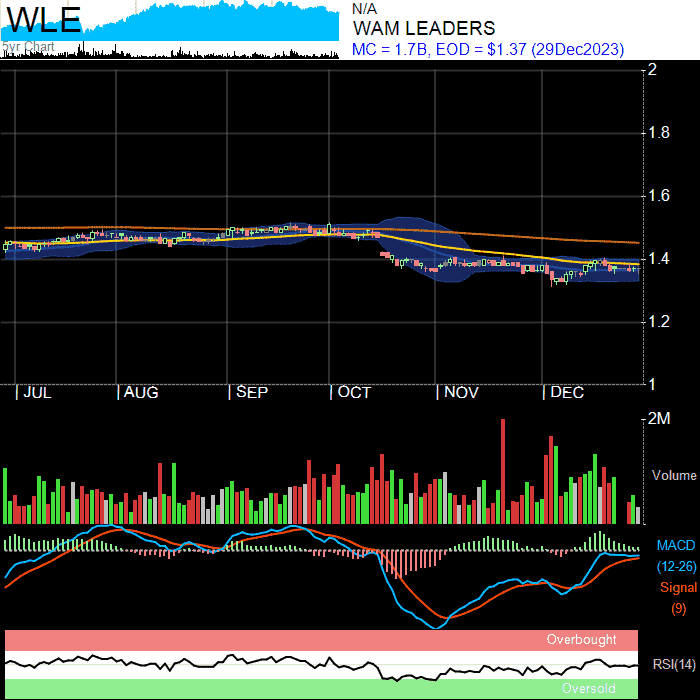 WLE
5yr Chart
N/A
WAM LEADERS
MC = 1.7B, EOD = $1.37 (29Dec2023)
2
1.8
1.6
1.4
1.2
1
JUL AUG SEP OCT NOV DEC
2M
Volume
MACD
(12-26)
Signal
(9)
Overbought
RSI(14)
Oversold